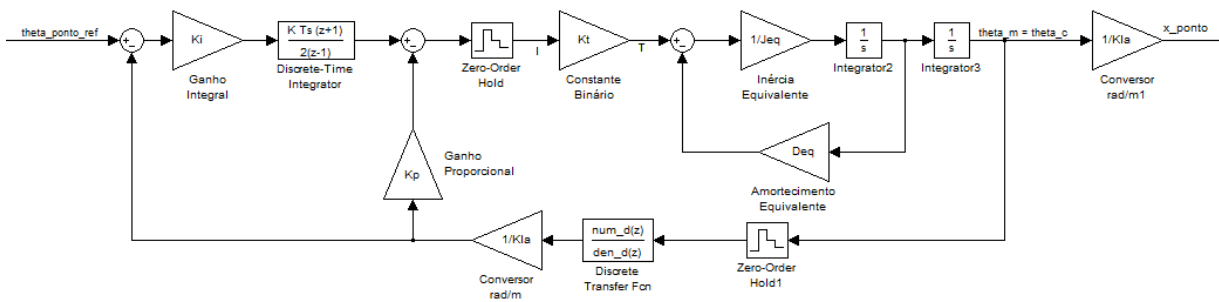 theta_ponto_ref
Ki
Ganho
Integral
K Ts (z+1)
2(z-1)
Discrete-Time
Integrator
Zero-Order
Hold
I
Kt
Constante
Binário
T
1/Jeq
Inércia
Equivalente
1
s
Integrator2
1
s
Integrator3
theta_m = theta_c
1/Kla
Conversor
rad/m1
x_ponto
Kp
Ganho
Proporcional
Deq
Amortecimento
Equivalente
1/Kla
Conversor
rad/m
num_d(z)
den_d(z)
Discrete
Transfer Fcn
Zero-Order
Hold1